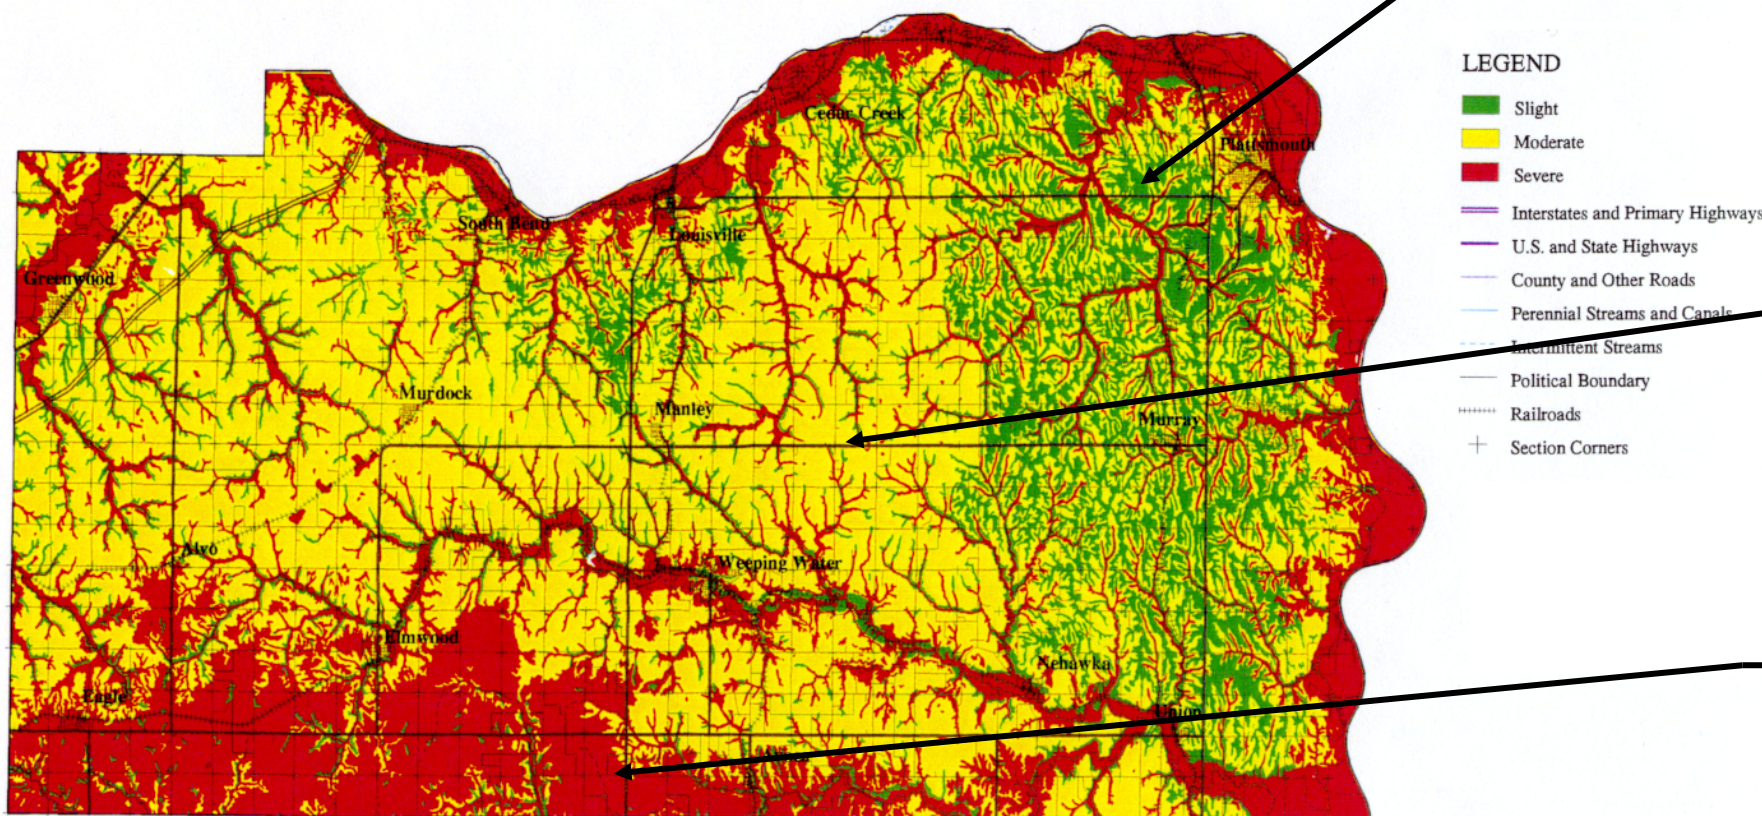 LEGEND
Slight
Moderate
Severe
Interstates and Primary Highways
U.S. and State Highways
County and Other Roads
Perennial Streams and Canals
Intermittent Streams
Political Boundary
Railroads
Section Corners
Cedar Creek
Plattsmouth
South Bend
Louisville
Greenwood
Murdock
Manley
Murray
Alvo
Weeping Water
Elmwood
Nehawka
Eagle
Union